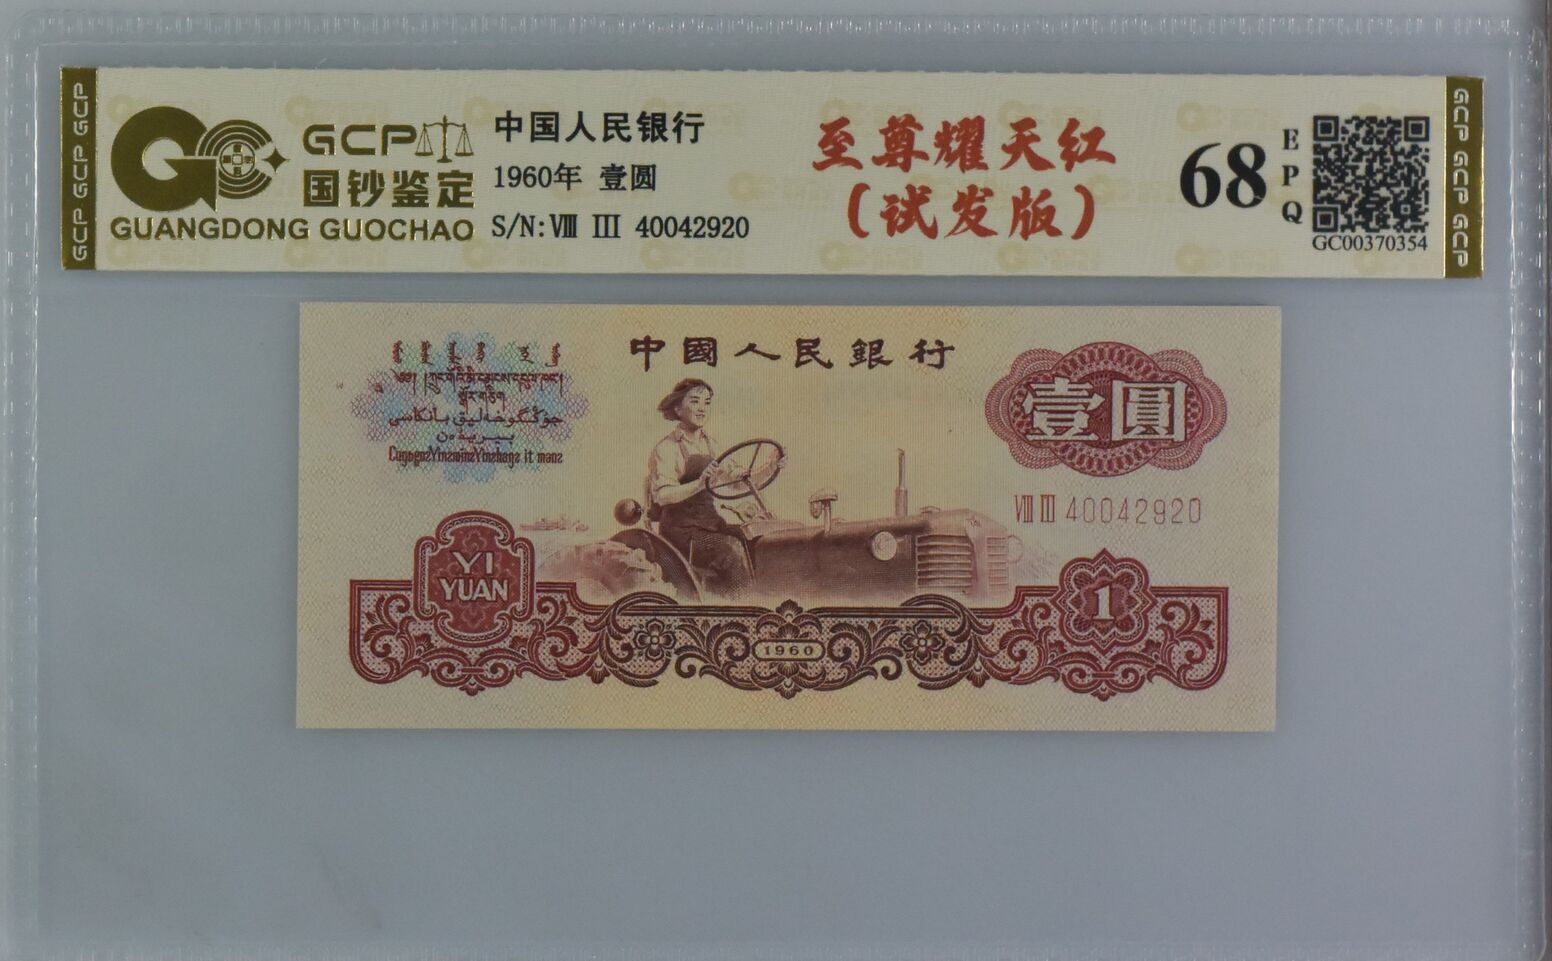 GCP GCP GCP
GCP
国钞鉴定
GUANGDONG GUOCHAO
中国人民银行
1960年 壹圆
S/N: Ⅷ Ⅲ 40042920
至尊耀天红
(试发版)
68
E
P
Q
GC00370354
GCP GCP GCP
中國人民銀行
壹圓
Ⅷ Ⅲ 40042920
YI
YUAN
1960
1